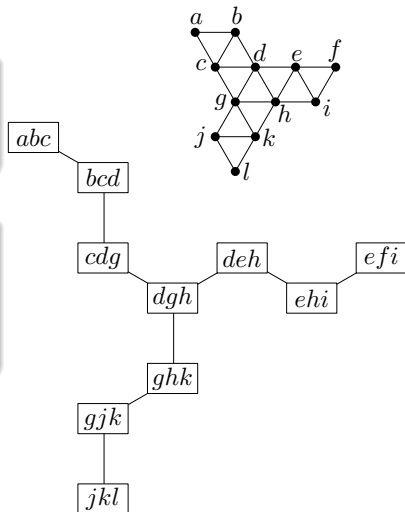 a b
c d e f
g h i
j k
l
abc
bcd
cdg deh efi
dgh ehi
ghk
gjk
jkl